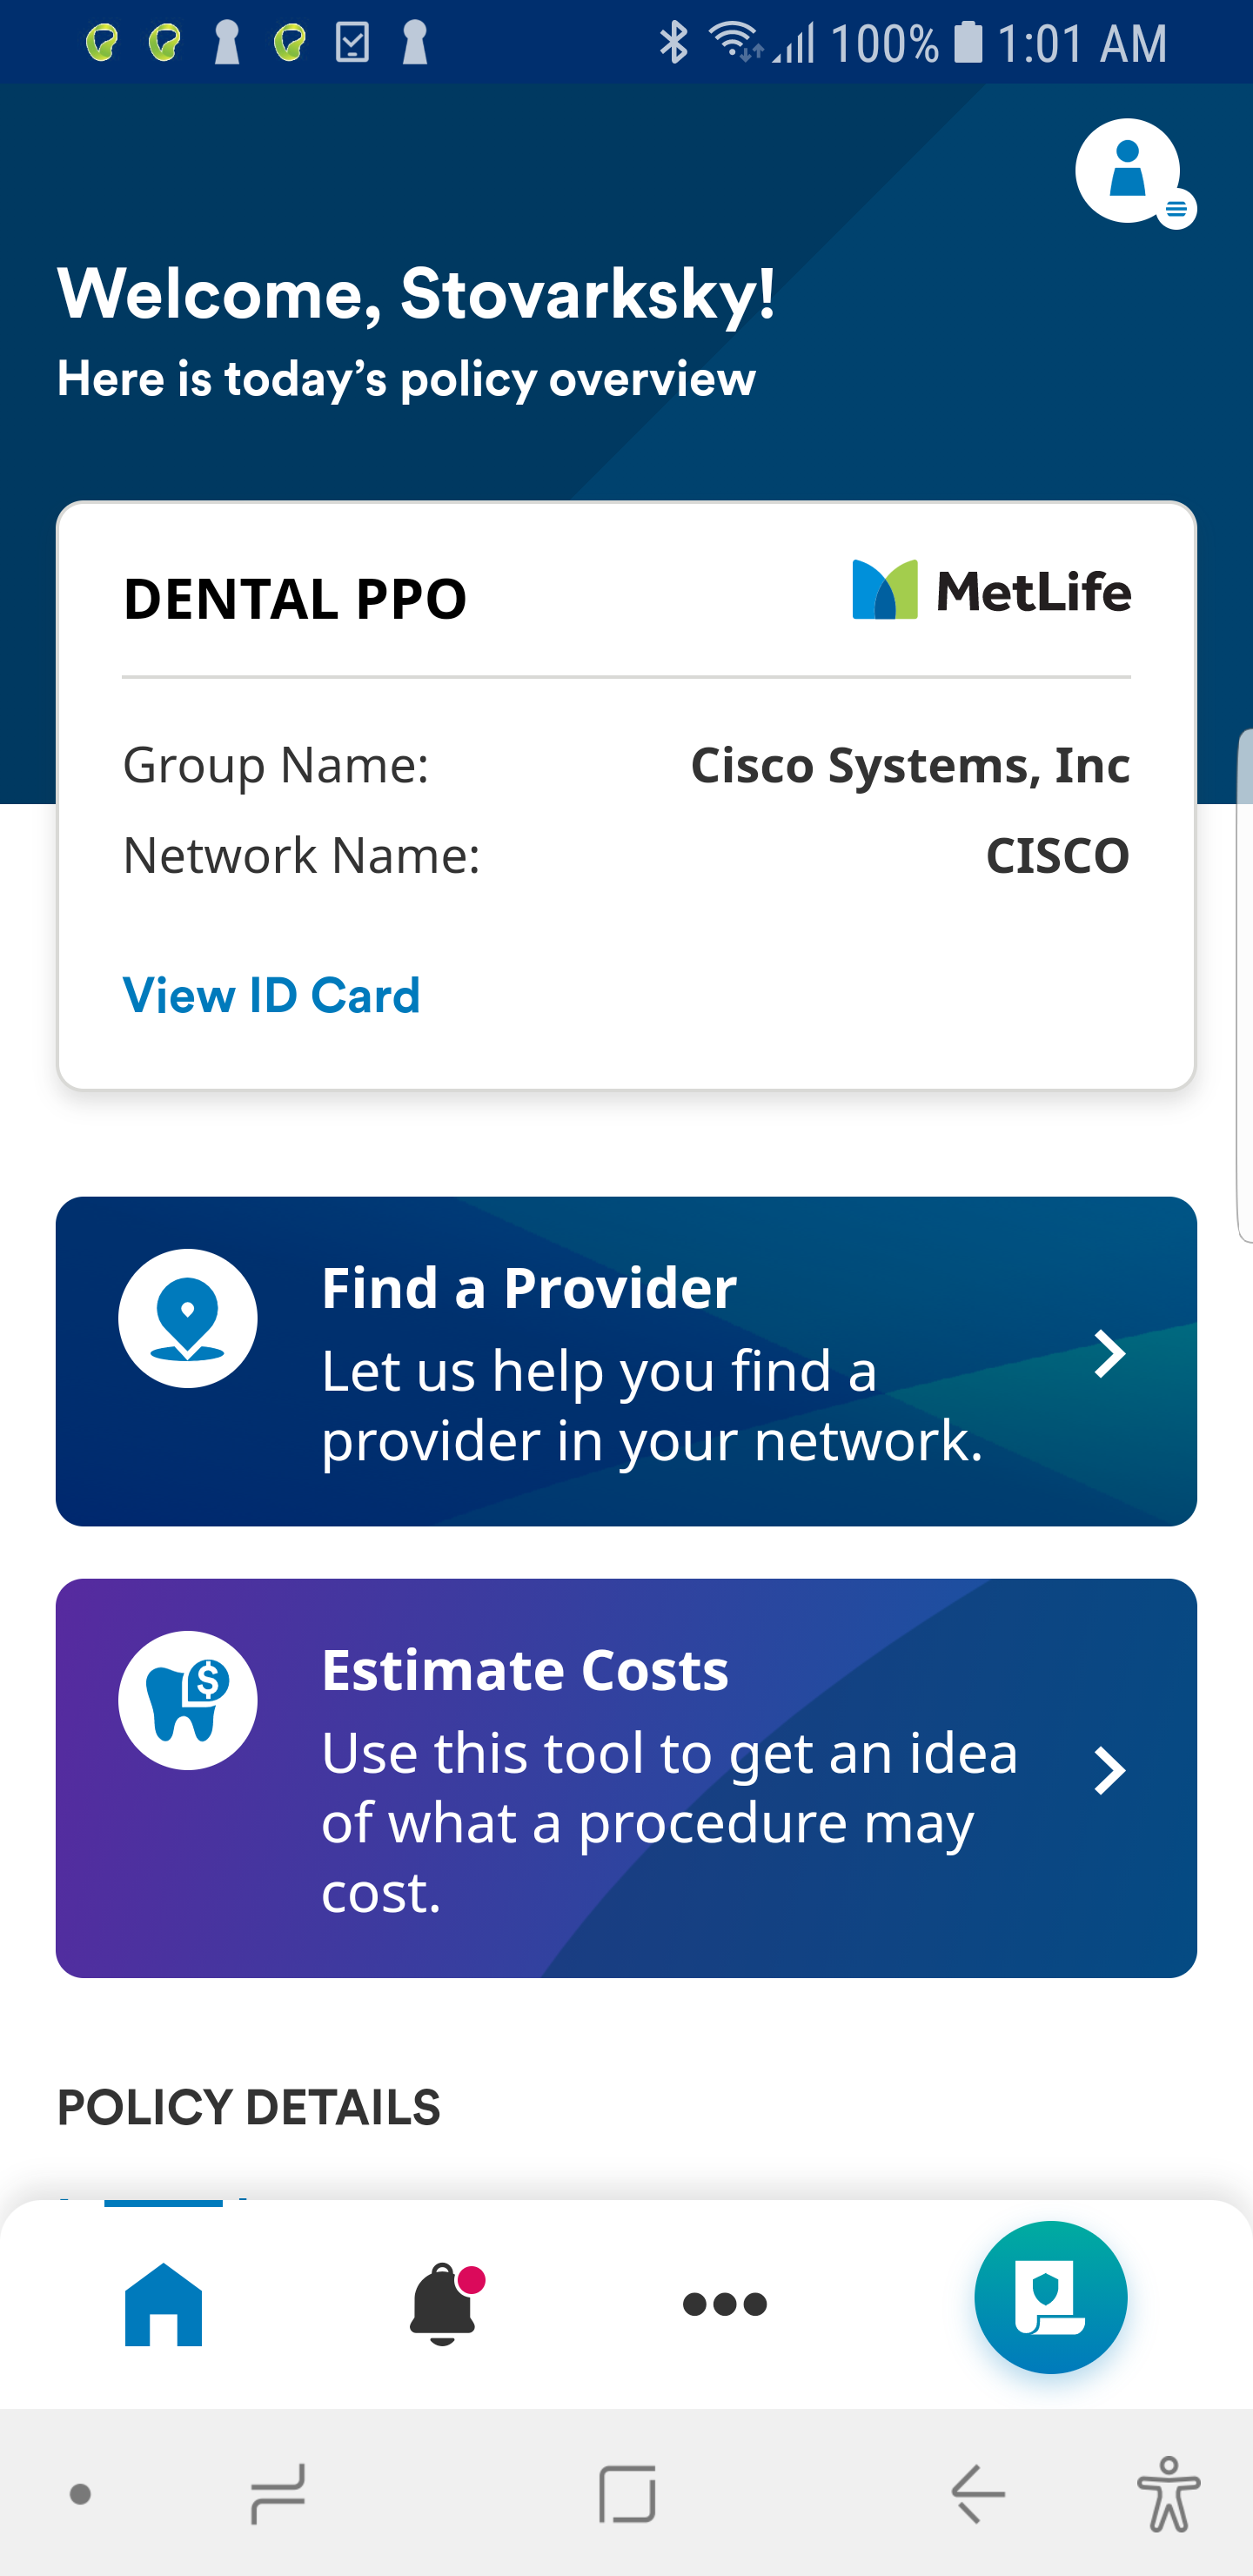 100% 1:01 AM
Welcome, Stovarksky!
Here is today’s policy overview
DENTAL PPO
MetLife
Group Name: Cisco Systems, Inc
Network Name: CISCO
View ID Card
Find a Provider
Let us help you find a
provider in your network.
Estimate Costs
$
Use this tool to get an idea
of what a procedure may
cost.
POLICY DETAILS